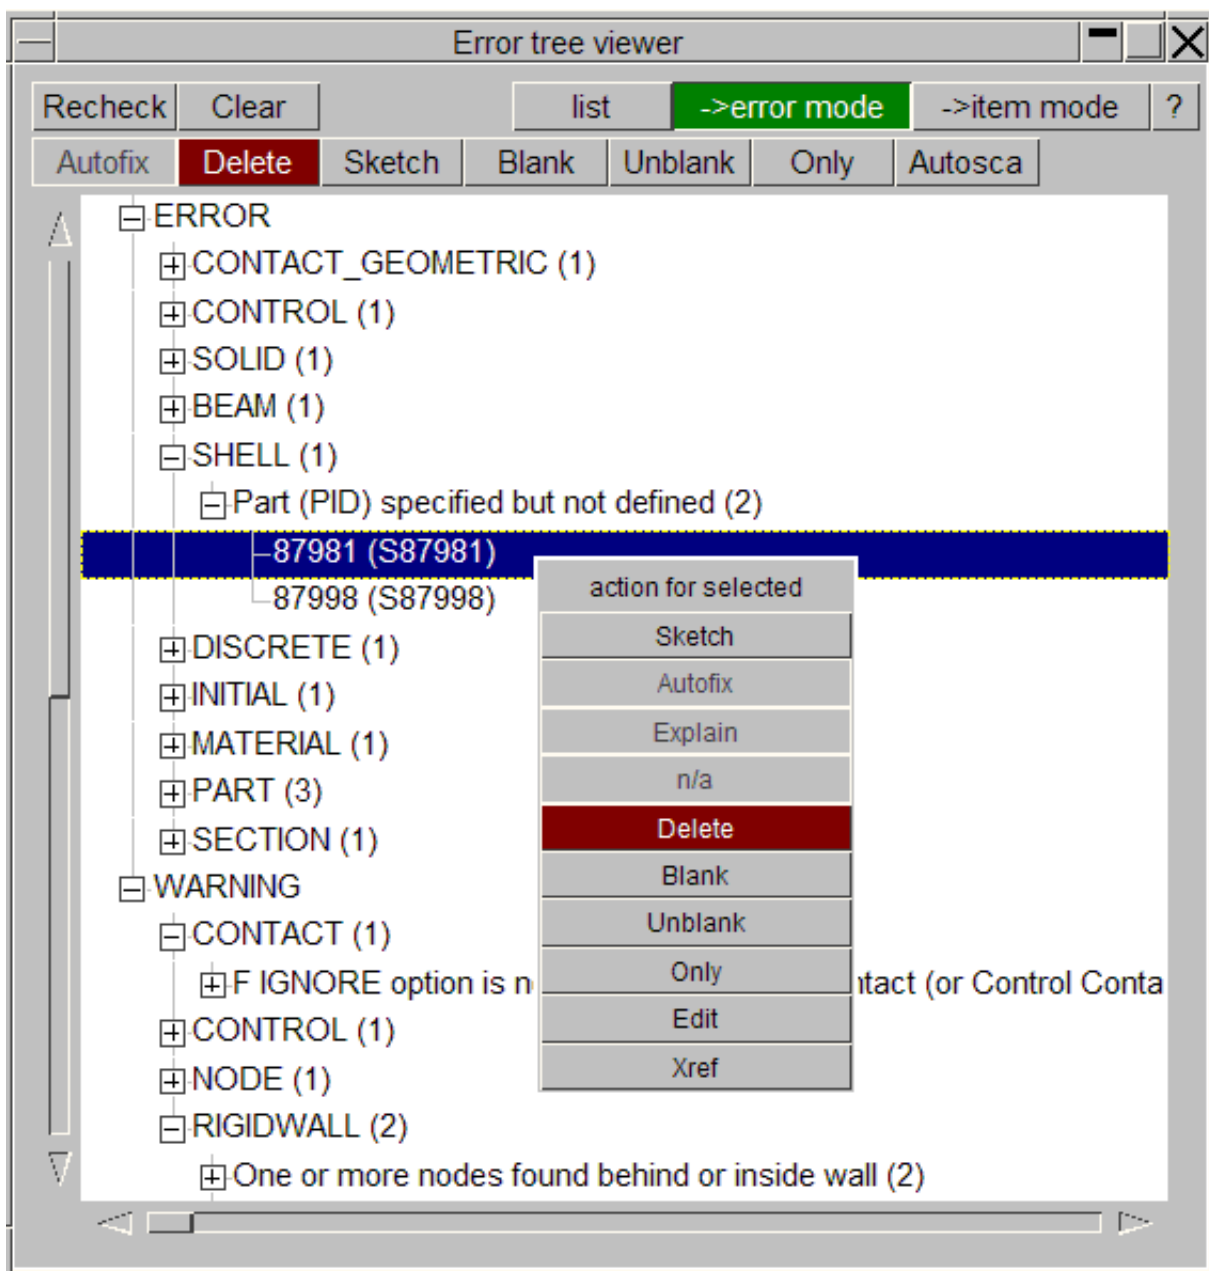 Error tree viewer
Recheck Clear list ->error mode ->item mode ?
Autofix Delete Sketch Blank Unblank Only Autosca
ERROR
CONTACT_GEOMETRIC (1)
CONTROL (1)
SOLID (1)
BEAM (1)
SHELL (1)
Part (PID) specified but not defined (2)
87981 (S87981)
87998 (S87998)
DISCRETE (1)
INITIAL (1)
MATERIAL (1)
PART (3)
SECTION (1)
WARNING
CONTACT (1)
F IGNORE option is n ntact (or Control Conta
CONTROL (1)
NODE (1)
RIGIDWALL (2)
One or more nodes found behind or inside wall (2)
action for selected
Sketch
Autofix
Explain
n/a
Delete
Blank
Unblank
Only
Edit
Xref